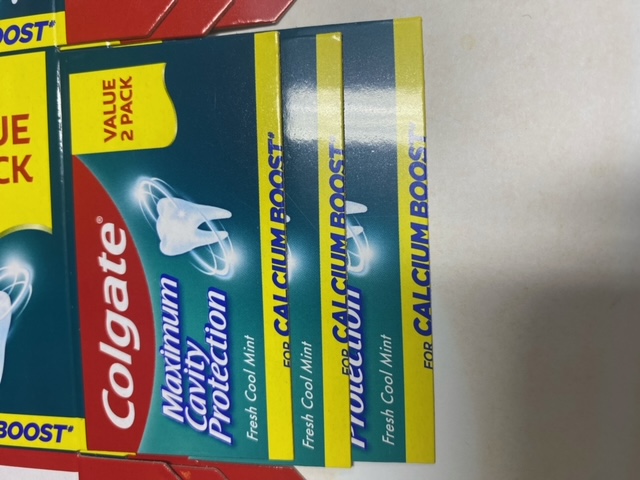 VALUE
2 PACK
Colgate®
Maximum
Cavity
Protection
Fresh Cool Mint
FOR CALCIUM BOOST"
Fresh Cool Mint
FOR CALCIUM BOOST"
Protection
Fresh Cool Mint
FOR CALCIUM BOOST"
OOST"
UE
CK
BOOST"